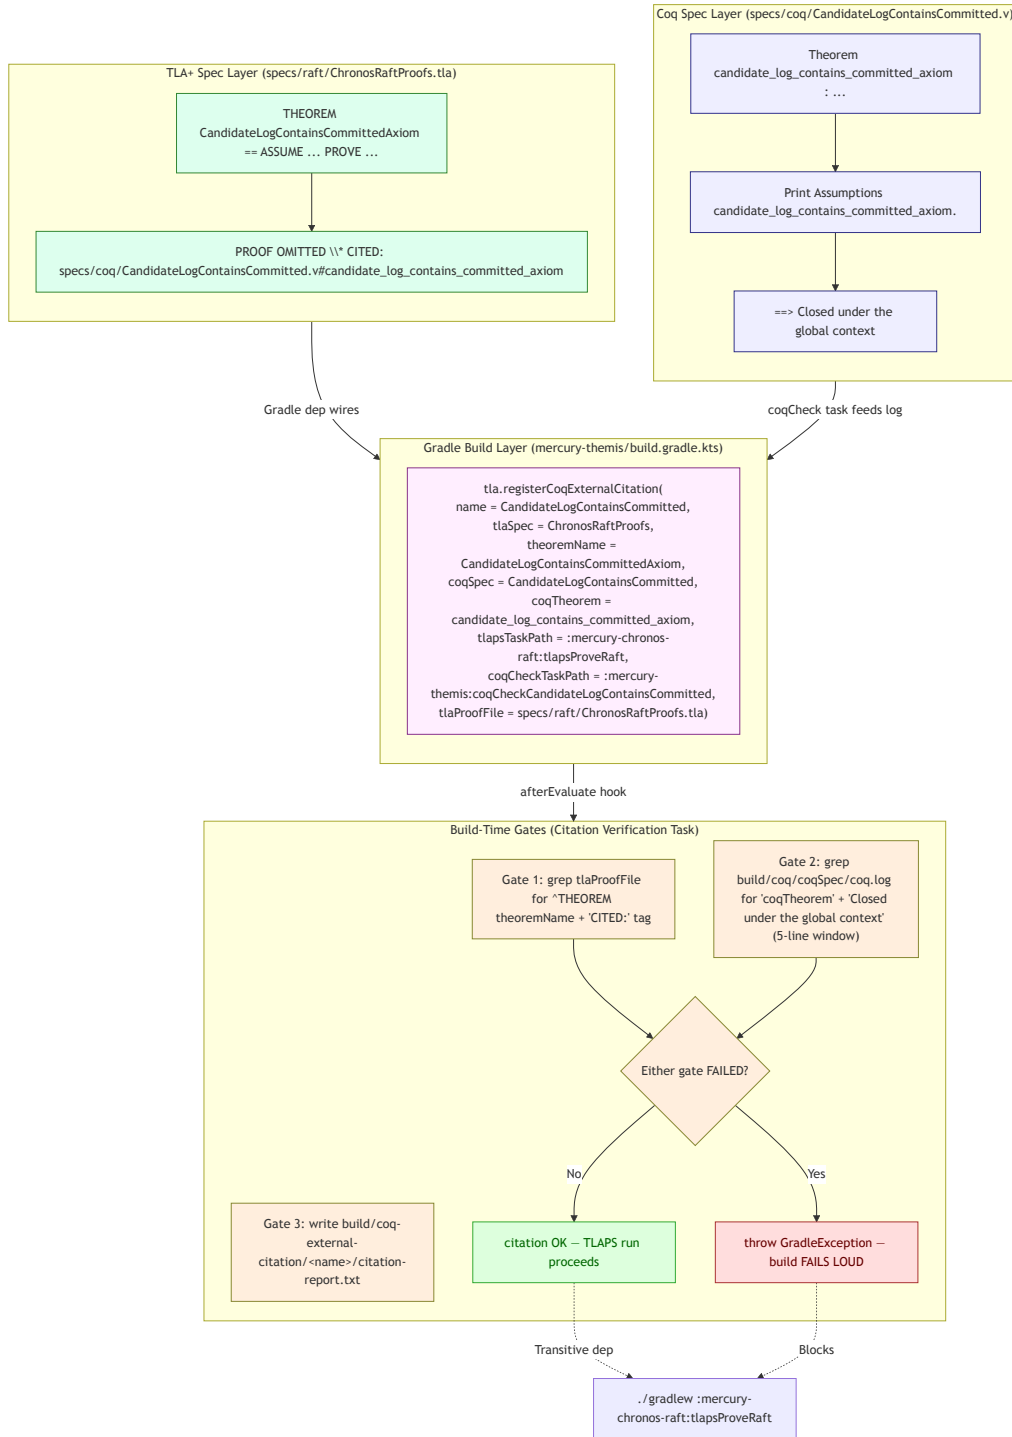 Coq Spec Layer (specs/coq/CandidateLogContainsCommitted.v)
Theorem
candidate_log_contains_committed_axiom
: ...
Print Assumptions
candidate_log_contains_committed_axiom.
==> Closed under the
global context
TLA+ Spec Layer (specs/raft/ChronosRaftProofs.tla)
THEOREM
CandidateLogContainsCommittedAxiom
== ASSUME ... PROVE ...
PROOF OMITTED \\* CITED:
specs/coq/CandidateLogContainsCommitted.v#candidate_log_contains_committed_axiom
Gradle dep wires
coqCheck task feeds log
Gradle Build Layer (mercury-themis/build.gradle.kts)
tla.registerCoqExternalCitation(
name = CandidateLogContainsCommitted,
tlaSpec = ChronosRaftProofs,
theoremName =
CandidateLogContainsCommittedAxiom,
coqSpec = CandidateLogContainsCommitted,
coqTheorem =
candidate_log_contains_committed_axiom,
tlapsTaskPath = :mercury-chronos-
raft:tlapsProveRaft,
coqCheckTaskPath = :mercury-
themis:coqCheckCandidateLogContainsCommitted,
tlaProofFile = specs/raft/ChronosRaftProofs.tla)
afterEvaluate hook
Build-Time Gates (Citation Verification Task)
Gate 1: grep tlaProofFile
for ^THEOREM
theoremName + 'CITED:' tag
Gate 2: grep
build/coq/coqSpec/coq.log
for 'coqTheorem' + 'Closed
under the global context'
(5-line window)
Either gate FAILED?
No
Yes
Gate 3: write build/coq-
external-
citation/<name>/citation-
report.txt
citation OK — TLAPS run
proceeds
throw GradleException —
build FAILS LOUD
Transitive dep
Blocks
./gradlew :mercury-
chronos-raft:tlapsProveRaft